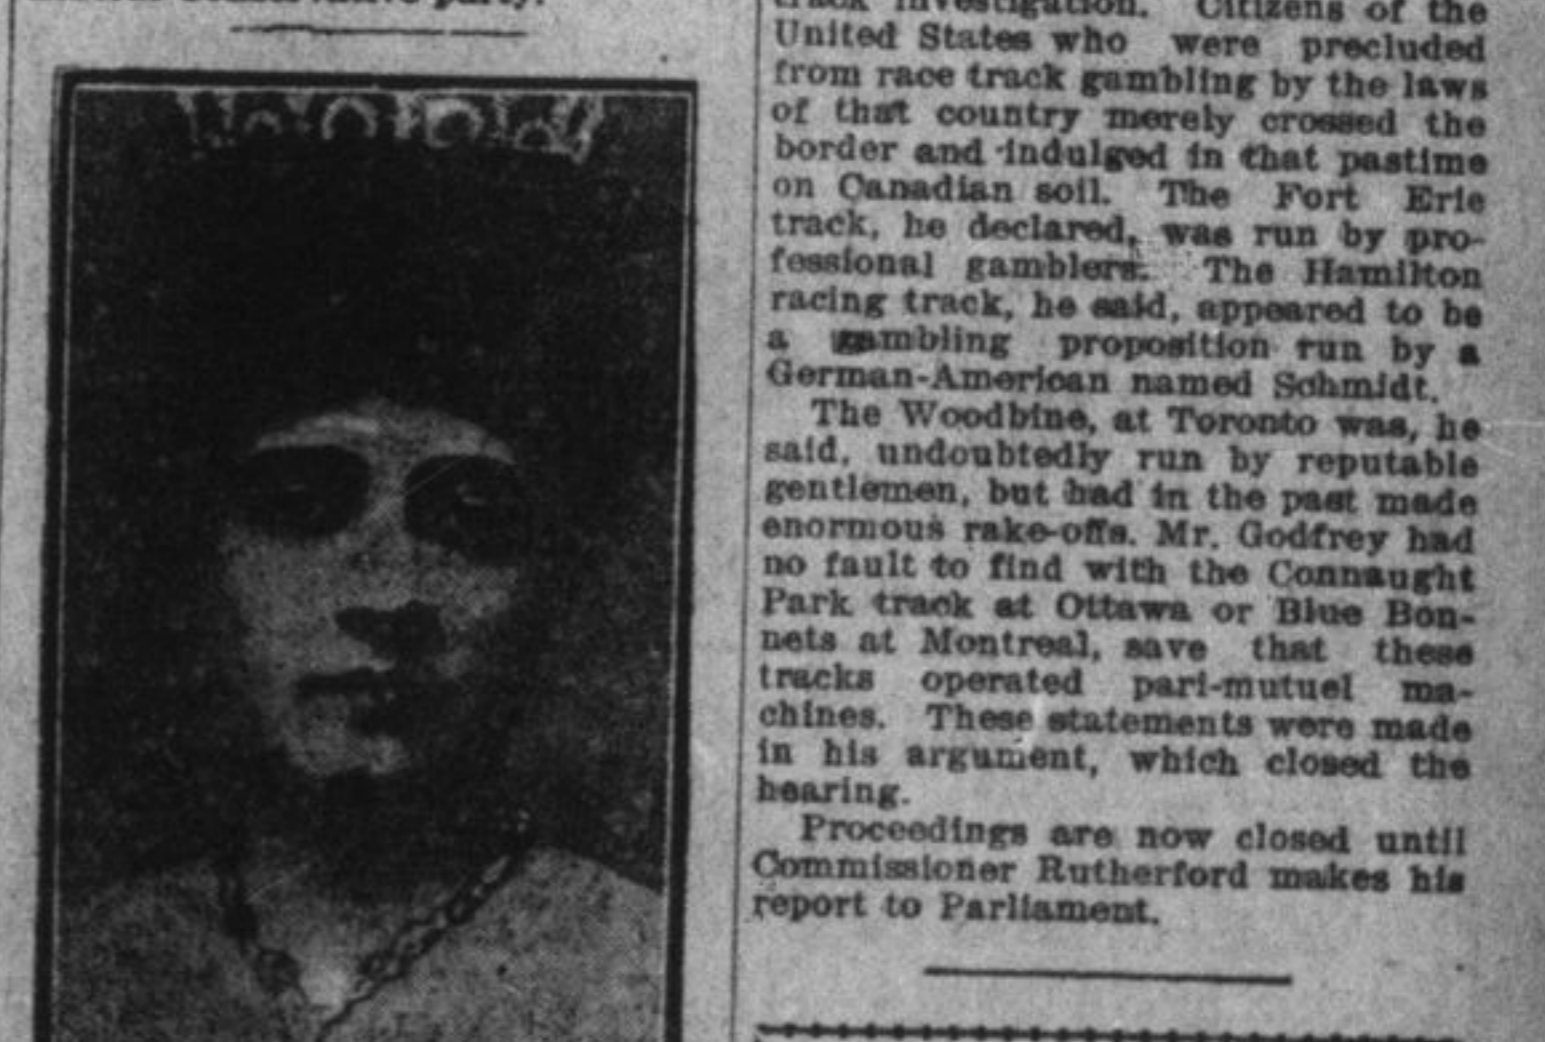 party.
track investigation. Citizens of the
United States who were precluded
from race track gambling by the laws
of that country merely crossed the
border and indulged in that pastime
on Canadian soil. The Fort Erie
track, he declared, was run by pro-
fessional gamblers. The Hamilton
racing track, he said, appeared to be
a gambling proposition run by a
German-American named Schmidt.
The Woodbine, at Toronto was, he
said, undoubtedly run by reputable
gentlemen, but had in the past made
enormous rake-offs. Mr. Godfrey had
no fault to find with the Connaught
Park track at Ottawa or Blue Bon-
nets at Montreal, save that these
tracks operated pari-mutuel ma-
chines. These statements were made
in his argument, which closed the
hearing.
Proceedings are now closed until
Commissioner Rutherford makes his
report to Parliament.